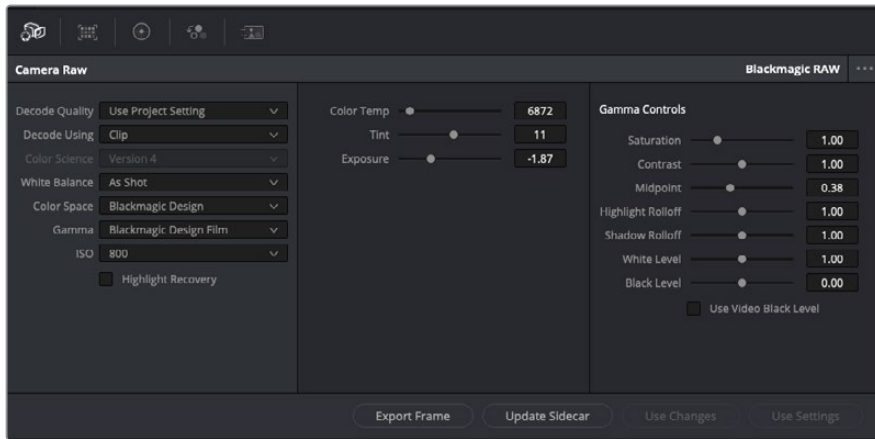 Camera Raw
Blackmagic RAW
Decode Quality Use Project Setting
Decode Using Clip
Color Science Version 4
White Balance As Shot
Color Space Blackmagic Design
Gamma Blackmagic Design Film
ISO 800
Highlight Recovery
Color Temp 6872
Tint 11
Exposure -1.87
Gamma Controls
Saturation 1.00
Contrast 1.00
Midpoint 0.38
Highlight Rolloff 1.00
Shadow Rolloff 1.00
White Level 1.00
Black Level 0.00
Use Video Black Level
Export Frame
Update Sidecar
Use Changes
Use Settings